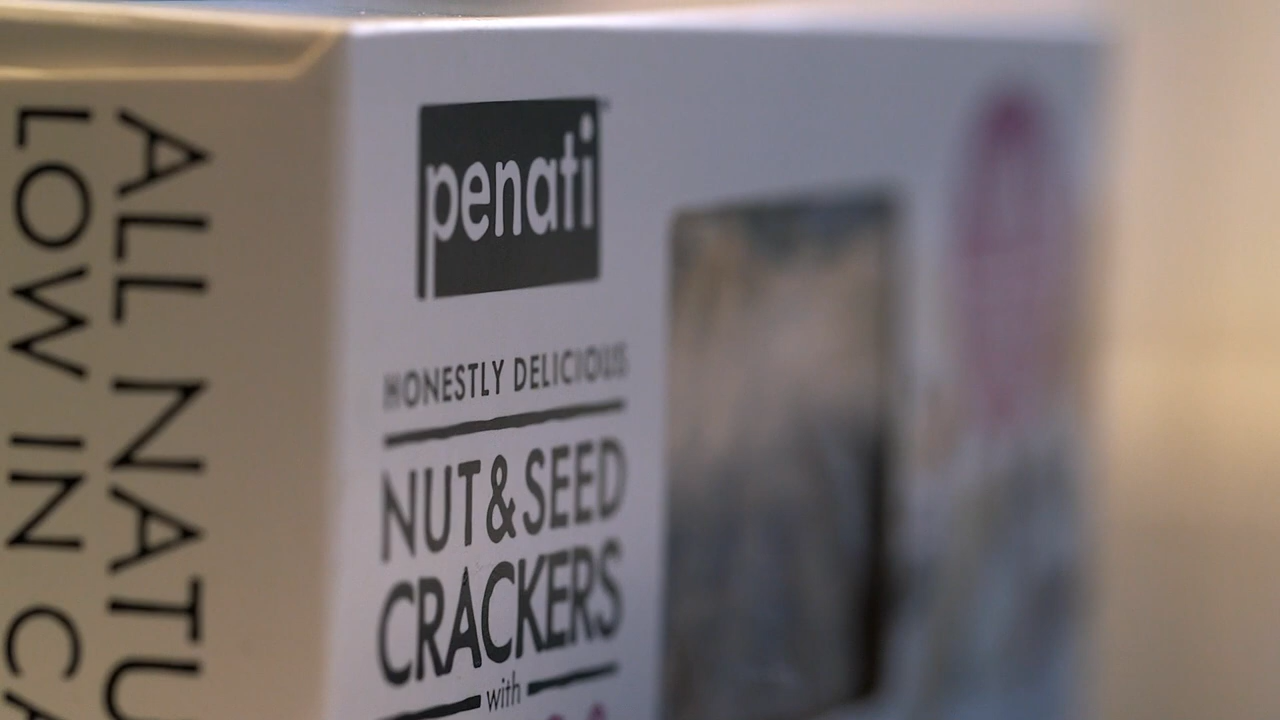 ALL NATU
LOW IN CA
penati
HONESTLY DELICIOUS
NUT & SEED
CRACKERS
with